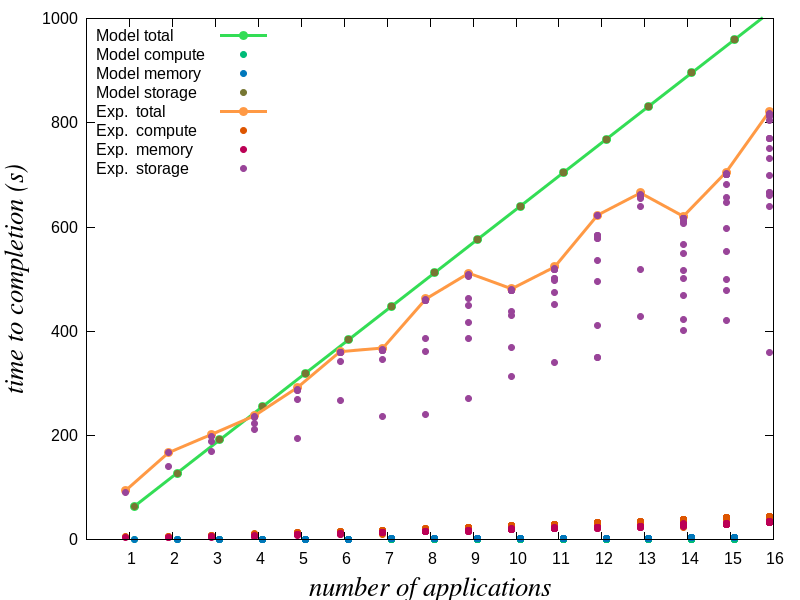 1000
800
600
400
200
0
time to completion (s)
Model total
Model compute
Model memory
Model storage
Exp. total
Exp. compute
Exp. memory
Exp. storage
1 2 3 4 5 6 7 8 9 10 11 12 13 14 15 16
number of applications